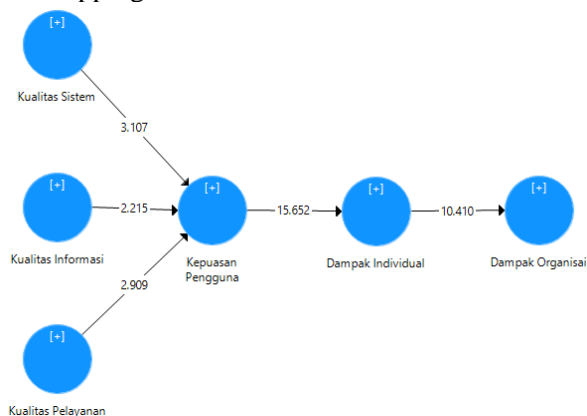 [+]
Kualitas Sistem
3.107
[+]
Kualitas Informasi
2.215
[+]
Kepuasan
Pengguna
15.652
[+]
Dampak Individual
10.410
[+]
Dampak Organisai
2.909
[+]
Kualitas Pelayanan